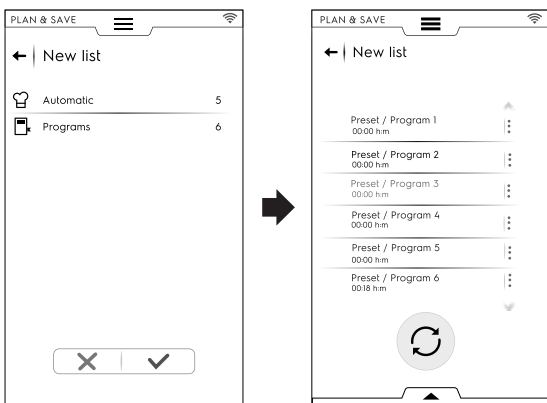 PLAN & SAVE
New list
Automatic 5
Programs 6
PLAN & SAVE
New list
Preset / Program 1
00:00 h:m
Preset / Program 2
00:00 h:m
Preset / Program 3
00:00 h:m
Preset / Program 4
00:00 h:m
Preset / Program 5
00:00 h:m
Preset / Program 6
00:18 h:m